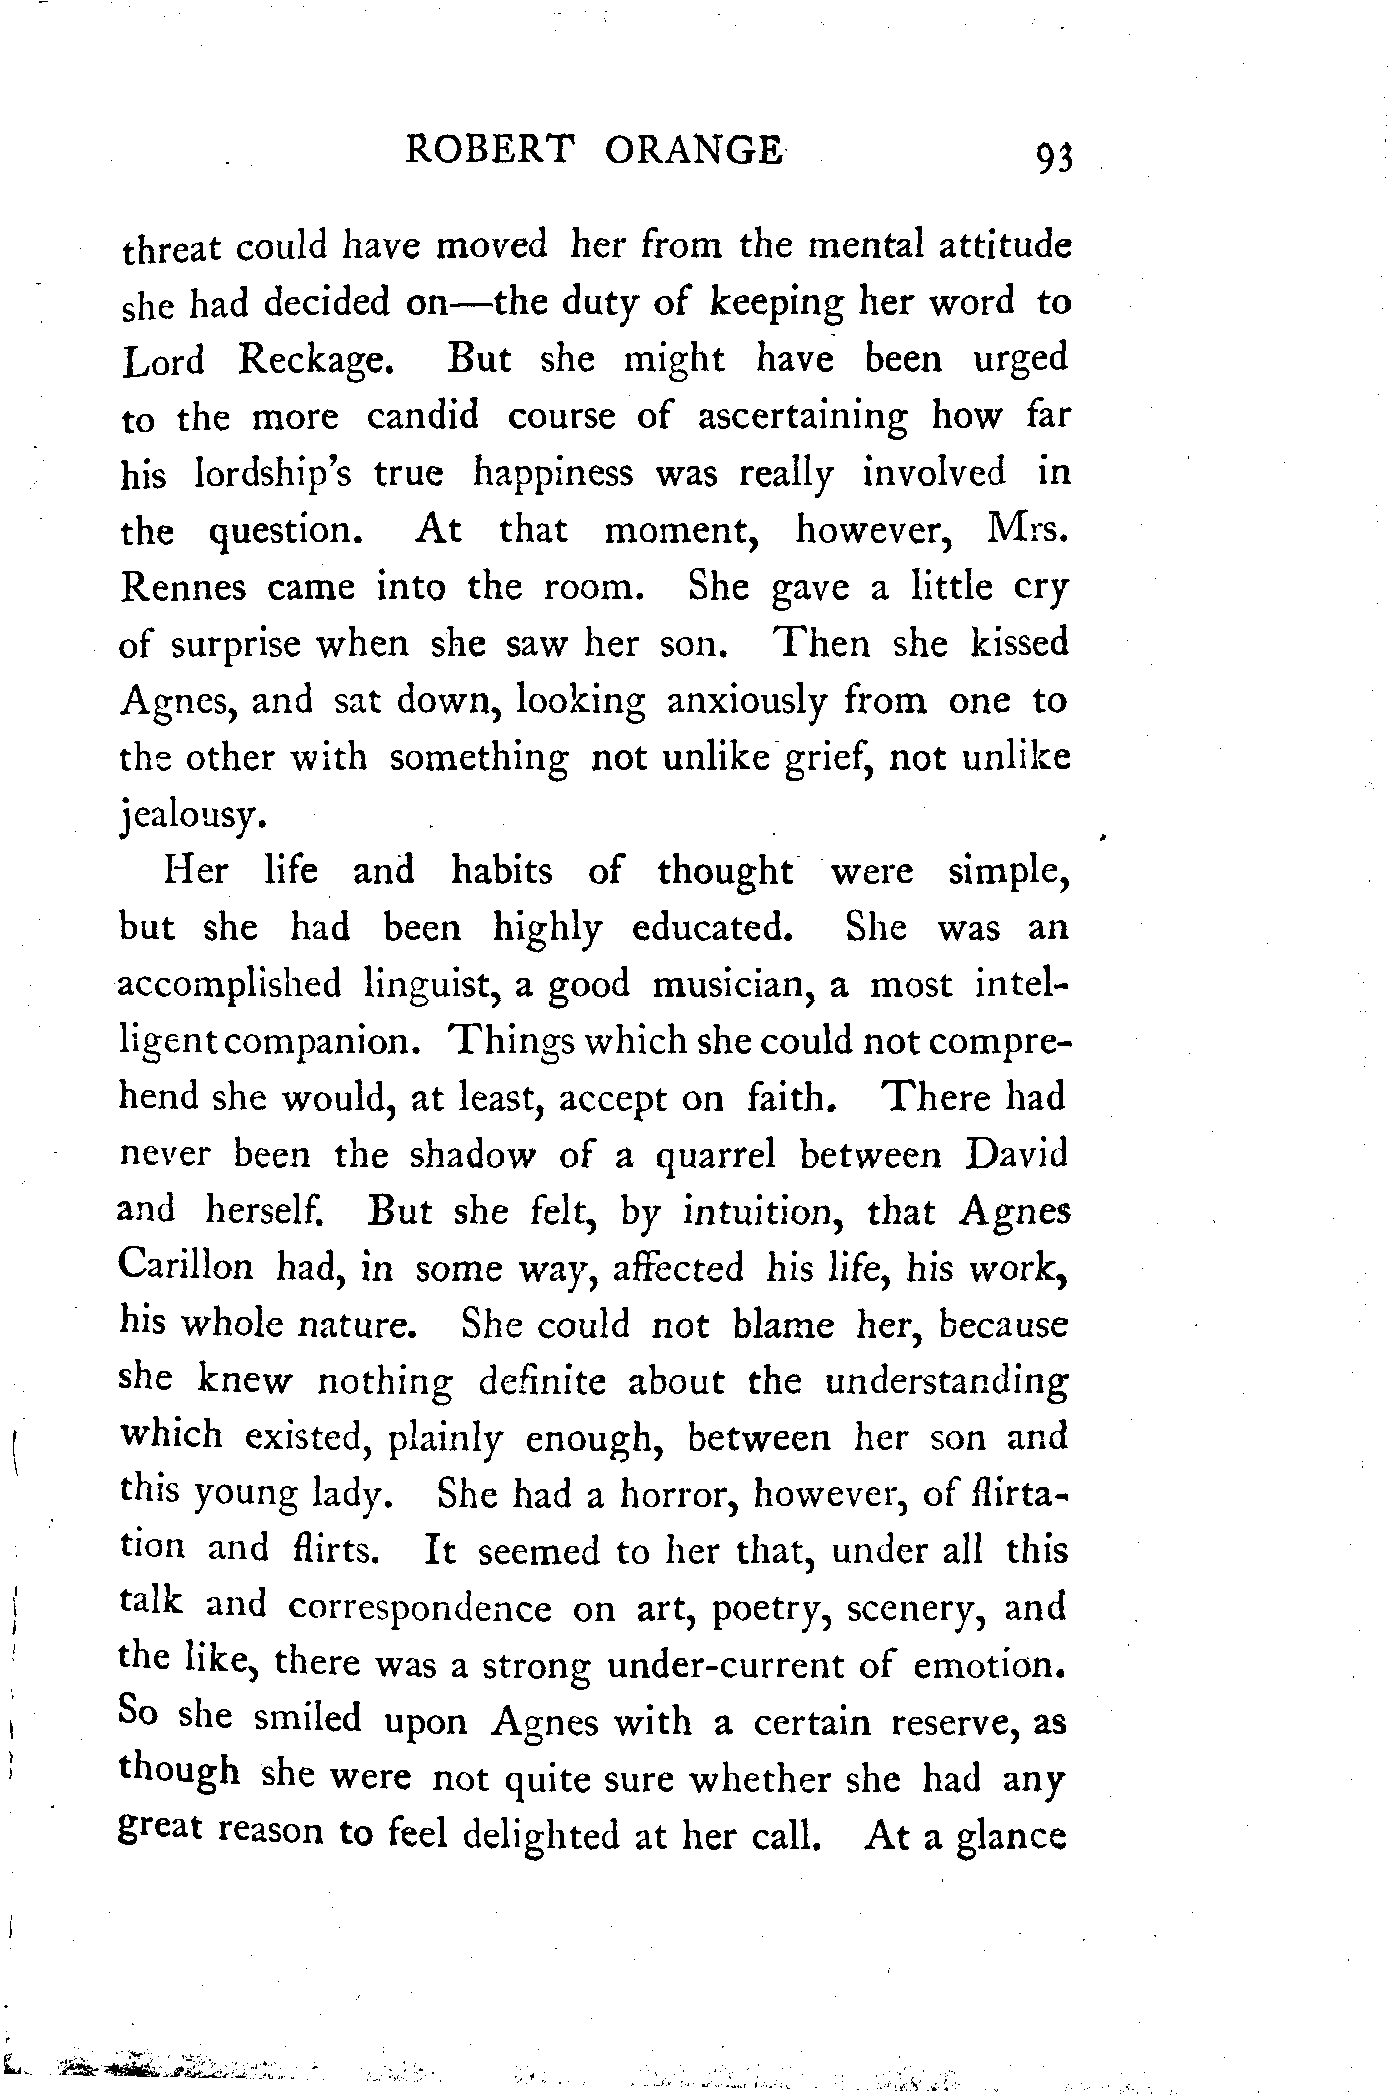 ROBERT ORANGE 93
threat could have moved her from the mental attitude
she had decided on—the duty of keeping her word to
Lord Reckage. But she might have been urged
to the more candid course of ascertaining how far
his lordship's true happiness was really involved in
the question. At that moment, however, Mrs.
Rennes came into the room. She gave a little cry
of surprise when she saw her son. Then she kissed
Agnes, and sat down, looking anxiously from one to
the other with something not unlike grief, not unlike
jealousy.
Her life and habits of thought were simple,
but she had been highly educated. She was an
accomplished linguist, a good musician, a most intel-
ligent companion. Things which she could not compre-
hend she would, at least, accept on faith. There had
never been the shadow of a quarrel between David
and herself. But she felt, by intuition, that Agnes
Carillon had, in some way, affected his life, his work,
his whole nature. She could not blame her, because
she knew nothing definite about the understanding
which existed, plainly enough, between her son and
this young lady. She had a horror, however, of flirta-
tion and flirts. It seemed to her that, under all this
talk and correspondence on art, poetry, scenery, and
the like, there was a strong under-current of emotion.
So she smiled upon Agnes with a certain reserve, as
though she were not quite sure whether she had any
great reason to feel delighted at her call. At a glance